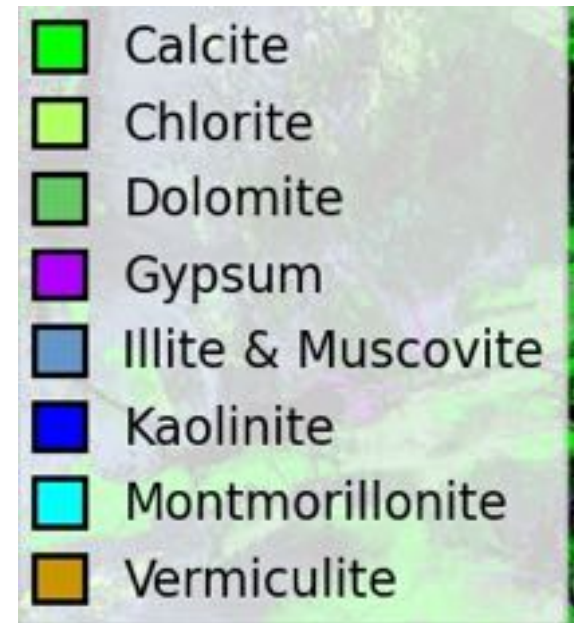 Calcite
Chlorite
Dolomite
Gypsum
Illite & Muscovite
Kaolinite
Montmorillonite
Vermiculite